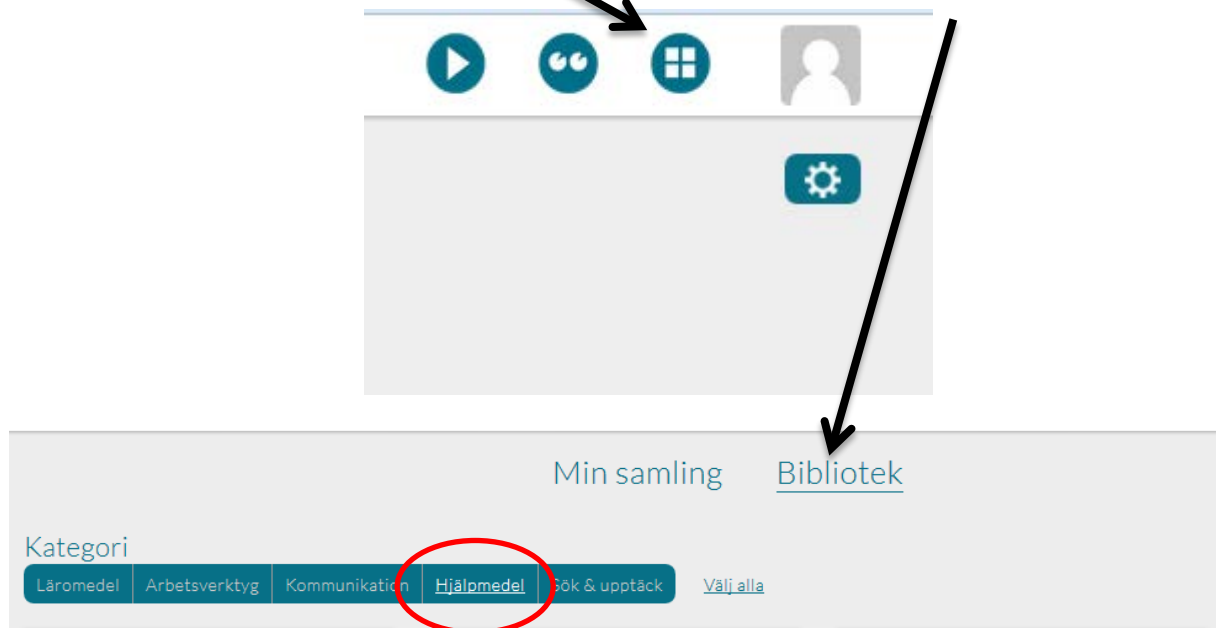 Min samling Bibliotek
Kategori
Läromedel Arbetsverktyg Kommunikation Hjälpmedel Sök & upptäck Välj alla